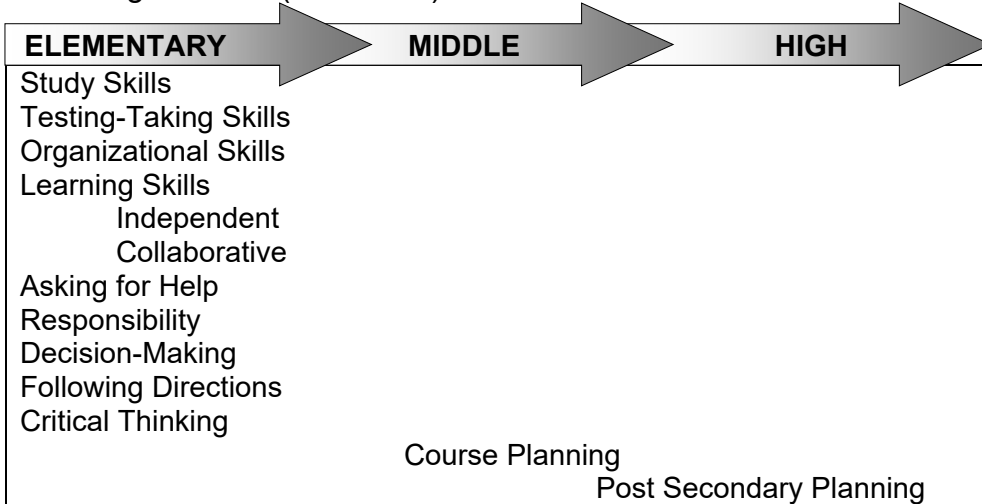 ELEMENTARY MIDDLE HIGH
Study Skills
Testing-Taking Skills
Organizational Skills
Learning Skills
Independent
Collaborative
Asking for Help
Responsibility
Decision-Making
Following Directions
Critical Thinking
Course Planning
Post Secondary Planning